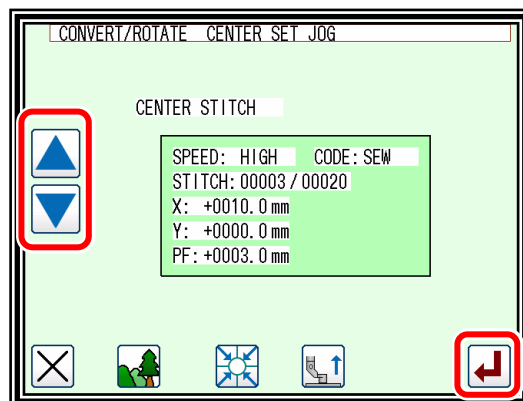 CONVERT/ROTATE CENTER SET JOG
CENTER STITCH
SPEED: HIGH CODE: SEW
STITCH: 00003 / 00020
X: +0010.0 mm
Y: +0000.0 mm
PF: +0003.0 mm